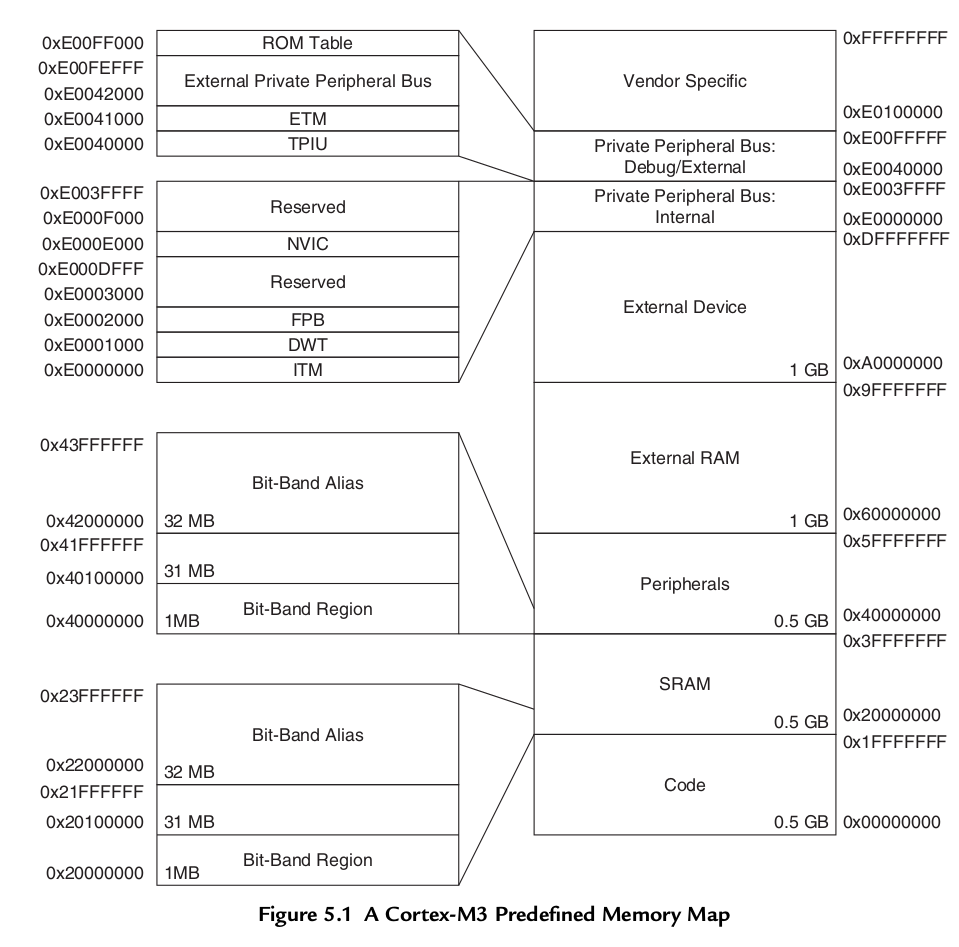 0xE00FF000
ROM Table
0xE00FEFFF
External Private Peripheral Bus
0xE0042000
0xE0041000
ETM
0xE0040000
TPIU
0xE003FFFF
Reserved
0xE000F000
0xE000E000
NVIC
0xE000DFFF
Reserved
0xE0003000
0xE0002000
FPB
0xE0001000
DWT
0xE0000000
ITM
0x43FFFFFF
Bit-Band Alias
0x42000000
32 MB
0x41FFFFFF
0x40100000
31 MB
Bit-Band Region
0x40000000
1MB
0x23FFFFFF
Bit-Band Alias
0x22000000
32 MB
0x21FFFFFF
0x20100000
31 MB
Bit-Band Region
0x20000000
1MB
0xFFFFFFFF
Vendor Specific
0xE0100000
0xE00FFFFF
Private Peripheral Bus:
Debug/External
0xE0040000
0xE003FFFF
Private Peripheral Bus:
Internal
0xE0000000
0xDFFFFFFF
External Device
1 GB
0xA0000000
0x9FFFFFFF
External RAM
1 GB
0x60000000
0x5FFFFFFF
Peripherals
0.5 GB
0x40000000
0x3FFFFFFF
SRAM
0.5 GB
0x20000000
0x1FFFFFFF
Code
0.5 GB
0x00000000
Figure 5.1 A Cortex-M3 Predefined Memory Map